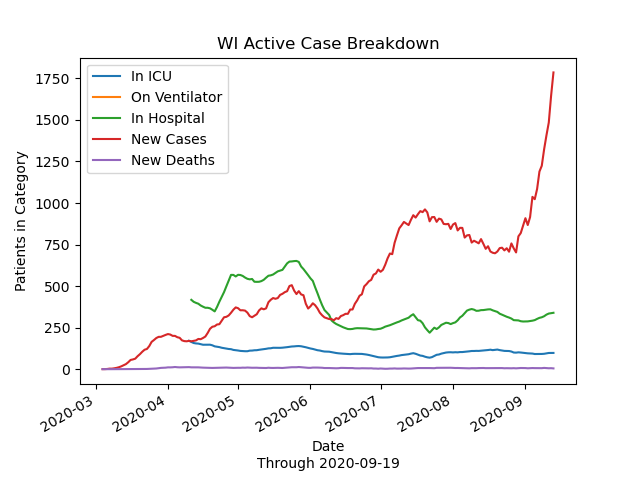 WI Active Case Breakdown
In ICU
On Ventilator
In Hospital
New Cases
New Deaths
Patients in Category
1750
1500
1250
1000
750
500
250
0
2020-03
2020-04
2020-05
2020-06
2020-07
2020-08
2020-09
Date
Through 2020-09-19